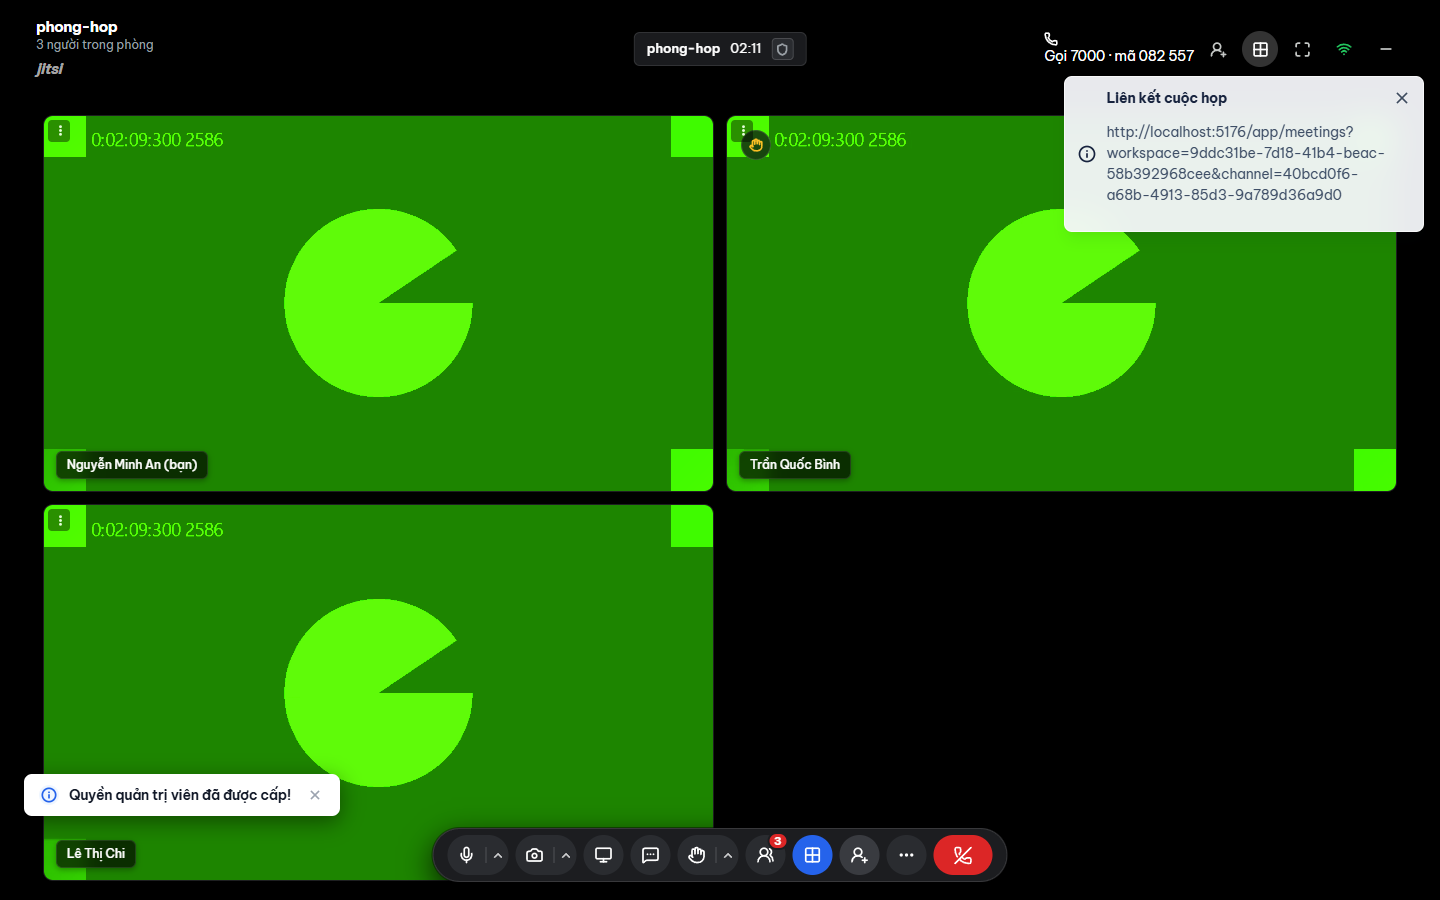 phong-hop
3 người trong phòng
jitsi
phong-hop 02:11
Gọi 7000 · mã 082 557
Liên kết cuộc họp
http://localhost:5176/app/meetings?
workspace=9ddc31be-7d18-41b4-beac-
58b392968cee&channel=40bcd0f6-
a68b-4913-85d3-9a789d36a9d0
0:02:09:300 2586
0:02:09:300 2586
Nguyễn Minh An (bạn)
Trần Quốc Bình
0:02:09:300 2586
Quyền quản trị viên đã được cấp!
Lê Thị Chi
3